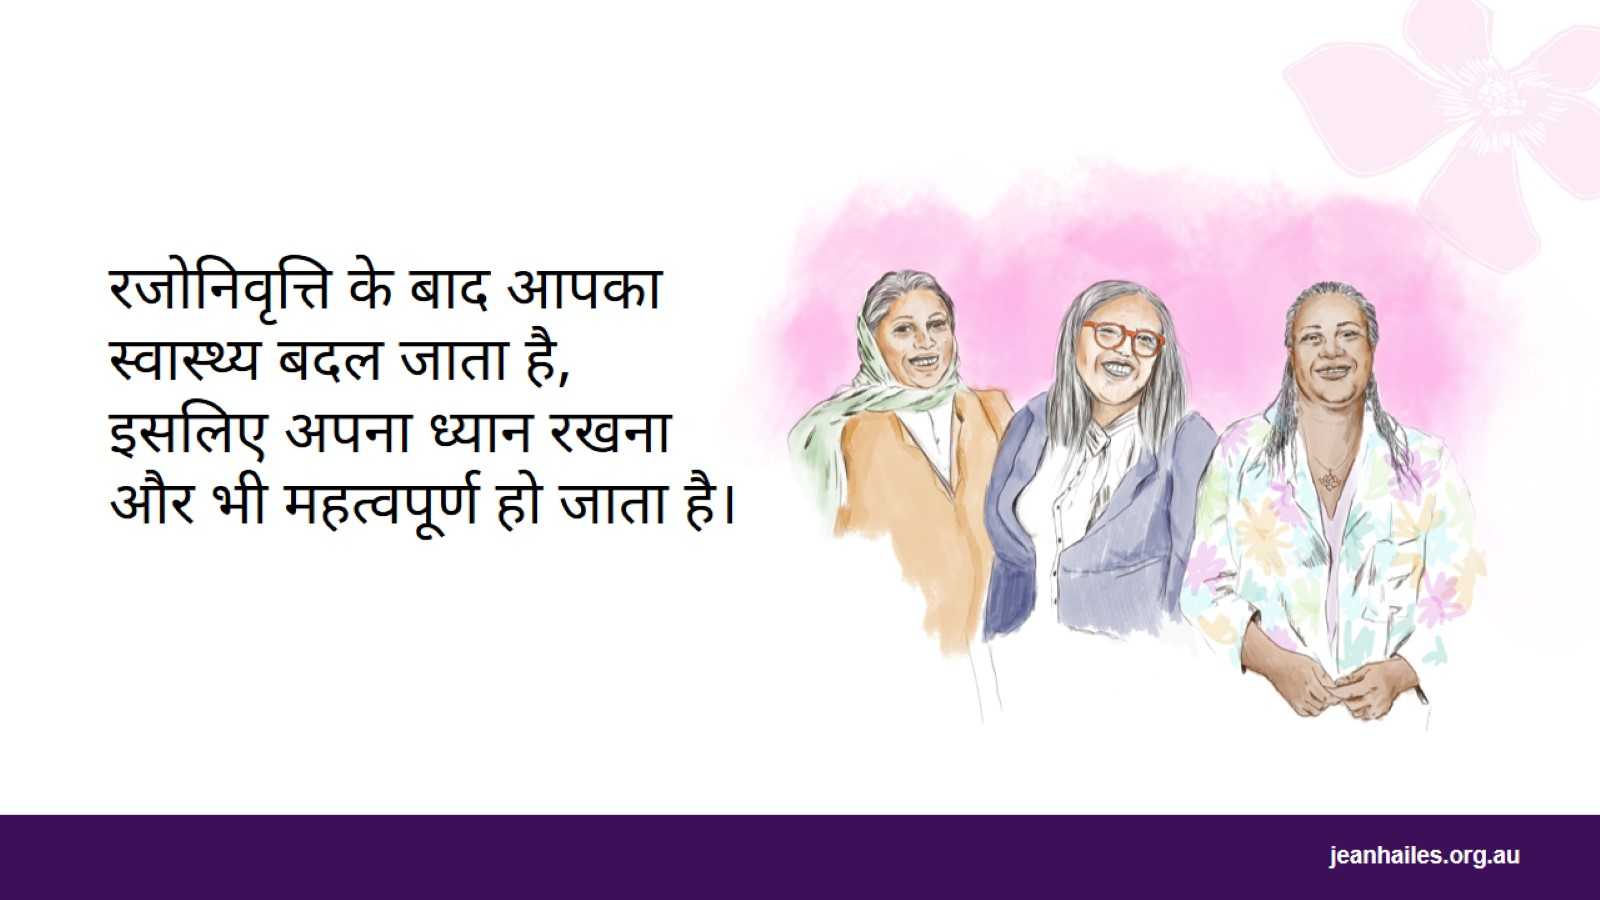 रजोनिवृत्ति के बाद आपका
स्वास्थ्य बदल जाता है,
इसलिए अपना ध्यान रखना
और भी महत्वपूर्ण हो जाता है।
jeanhailes.org.au